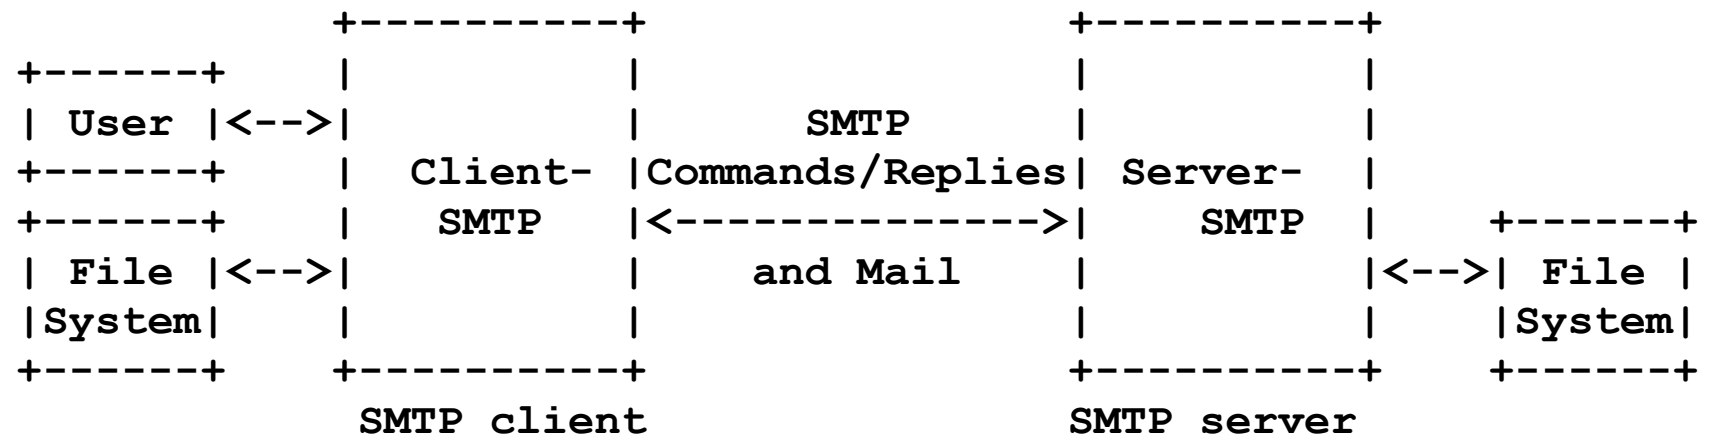 +----------+                +----------+
+------+    |          |                |          |
| User |<-->|          |      SMTP      |          |
+------+    |  Client- |Commands/Replies| Server-  |
+------+    |   SMTP   |<-------------->|    SMTP  |    +------+
| File |<-->|          |    and Mail    |          |<-->| File |
|System|    |          |                |          |    |System|
+------+    +----------+                +----------+    +------+
             SMTP client                SMTP server